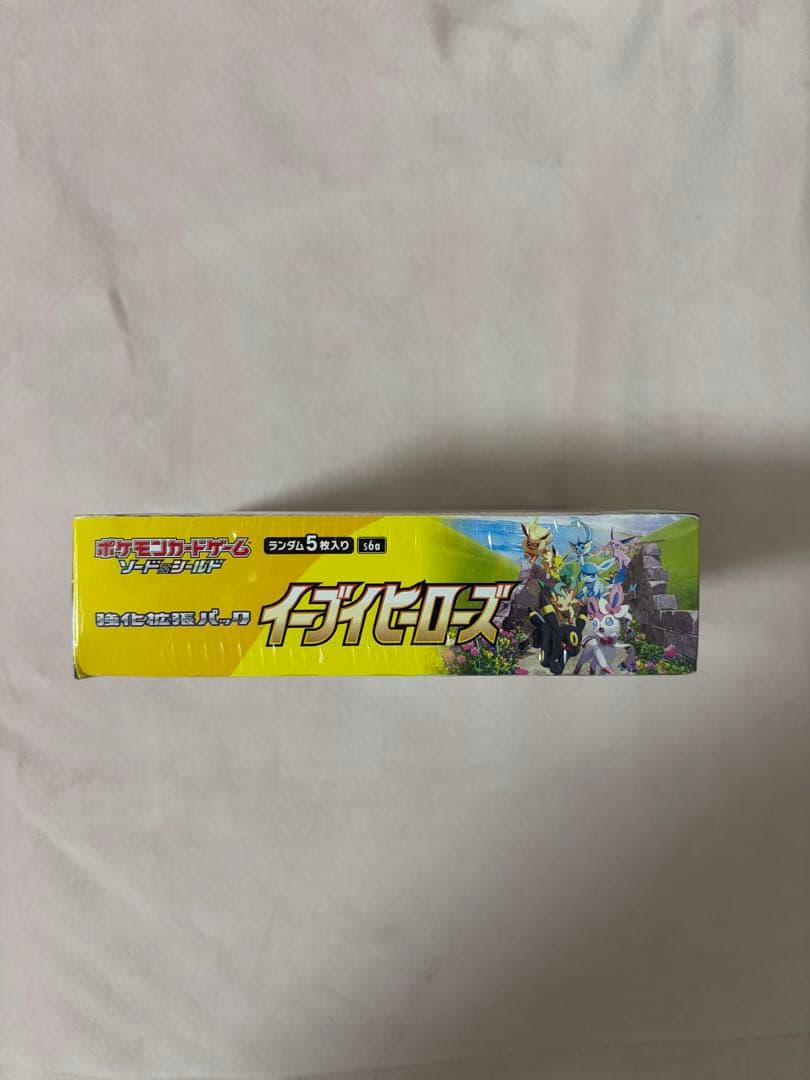 ポケモンカードゲーム
ソード&シールド
ランダム5枚入り s6a
強化拡張パック
イーブイヒーローズ